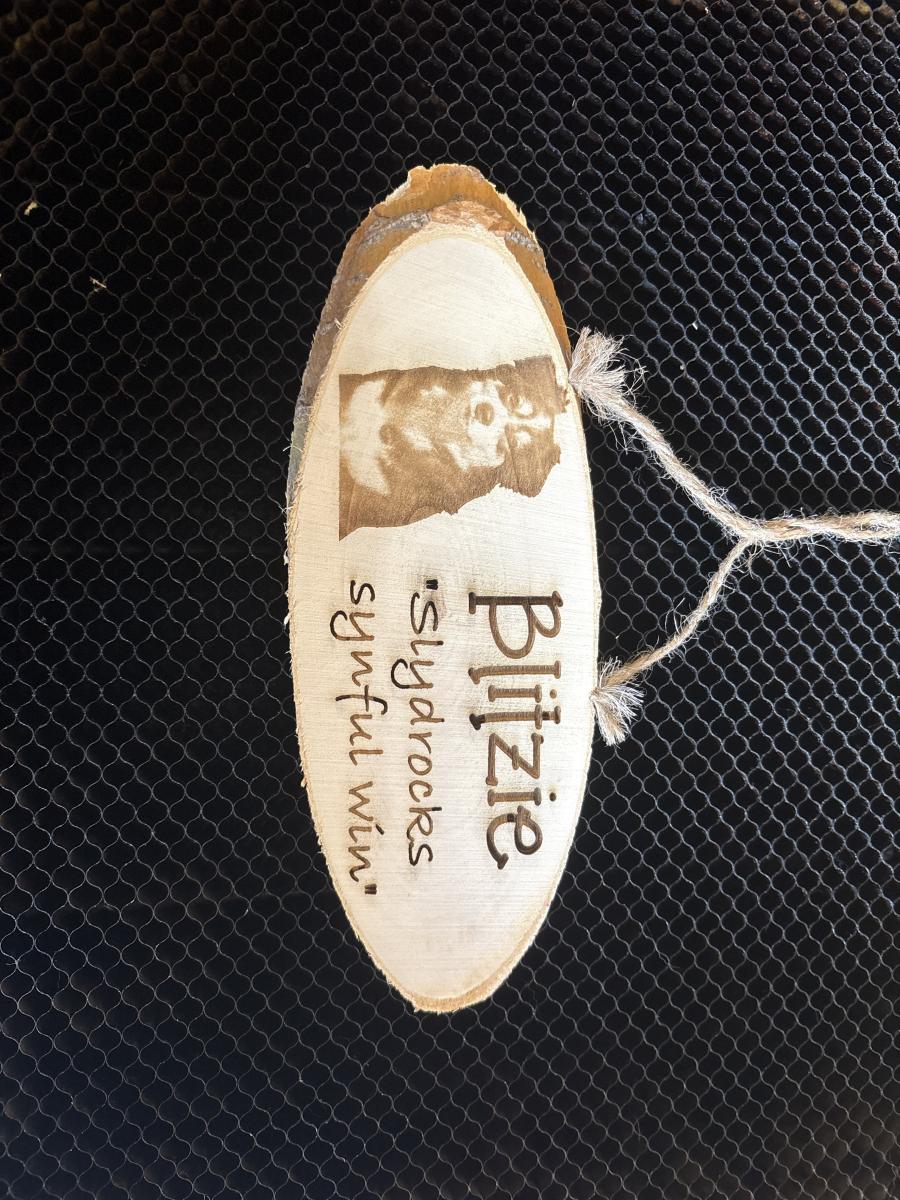 Blitzie
"Slydrocks
synful win"